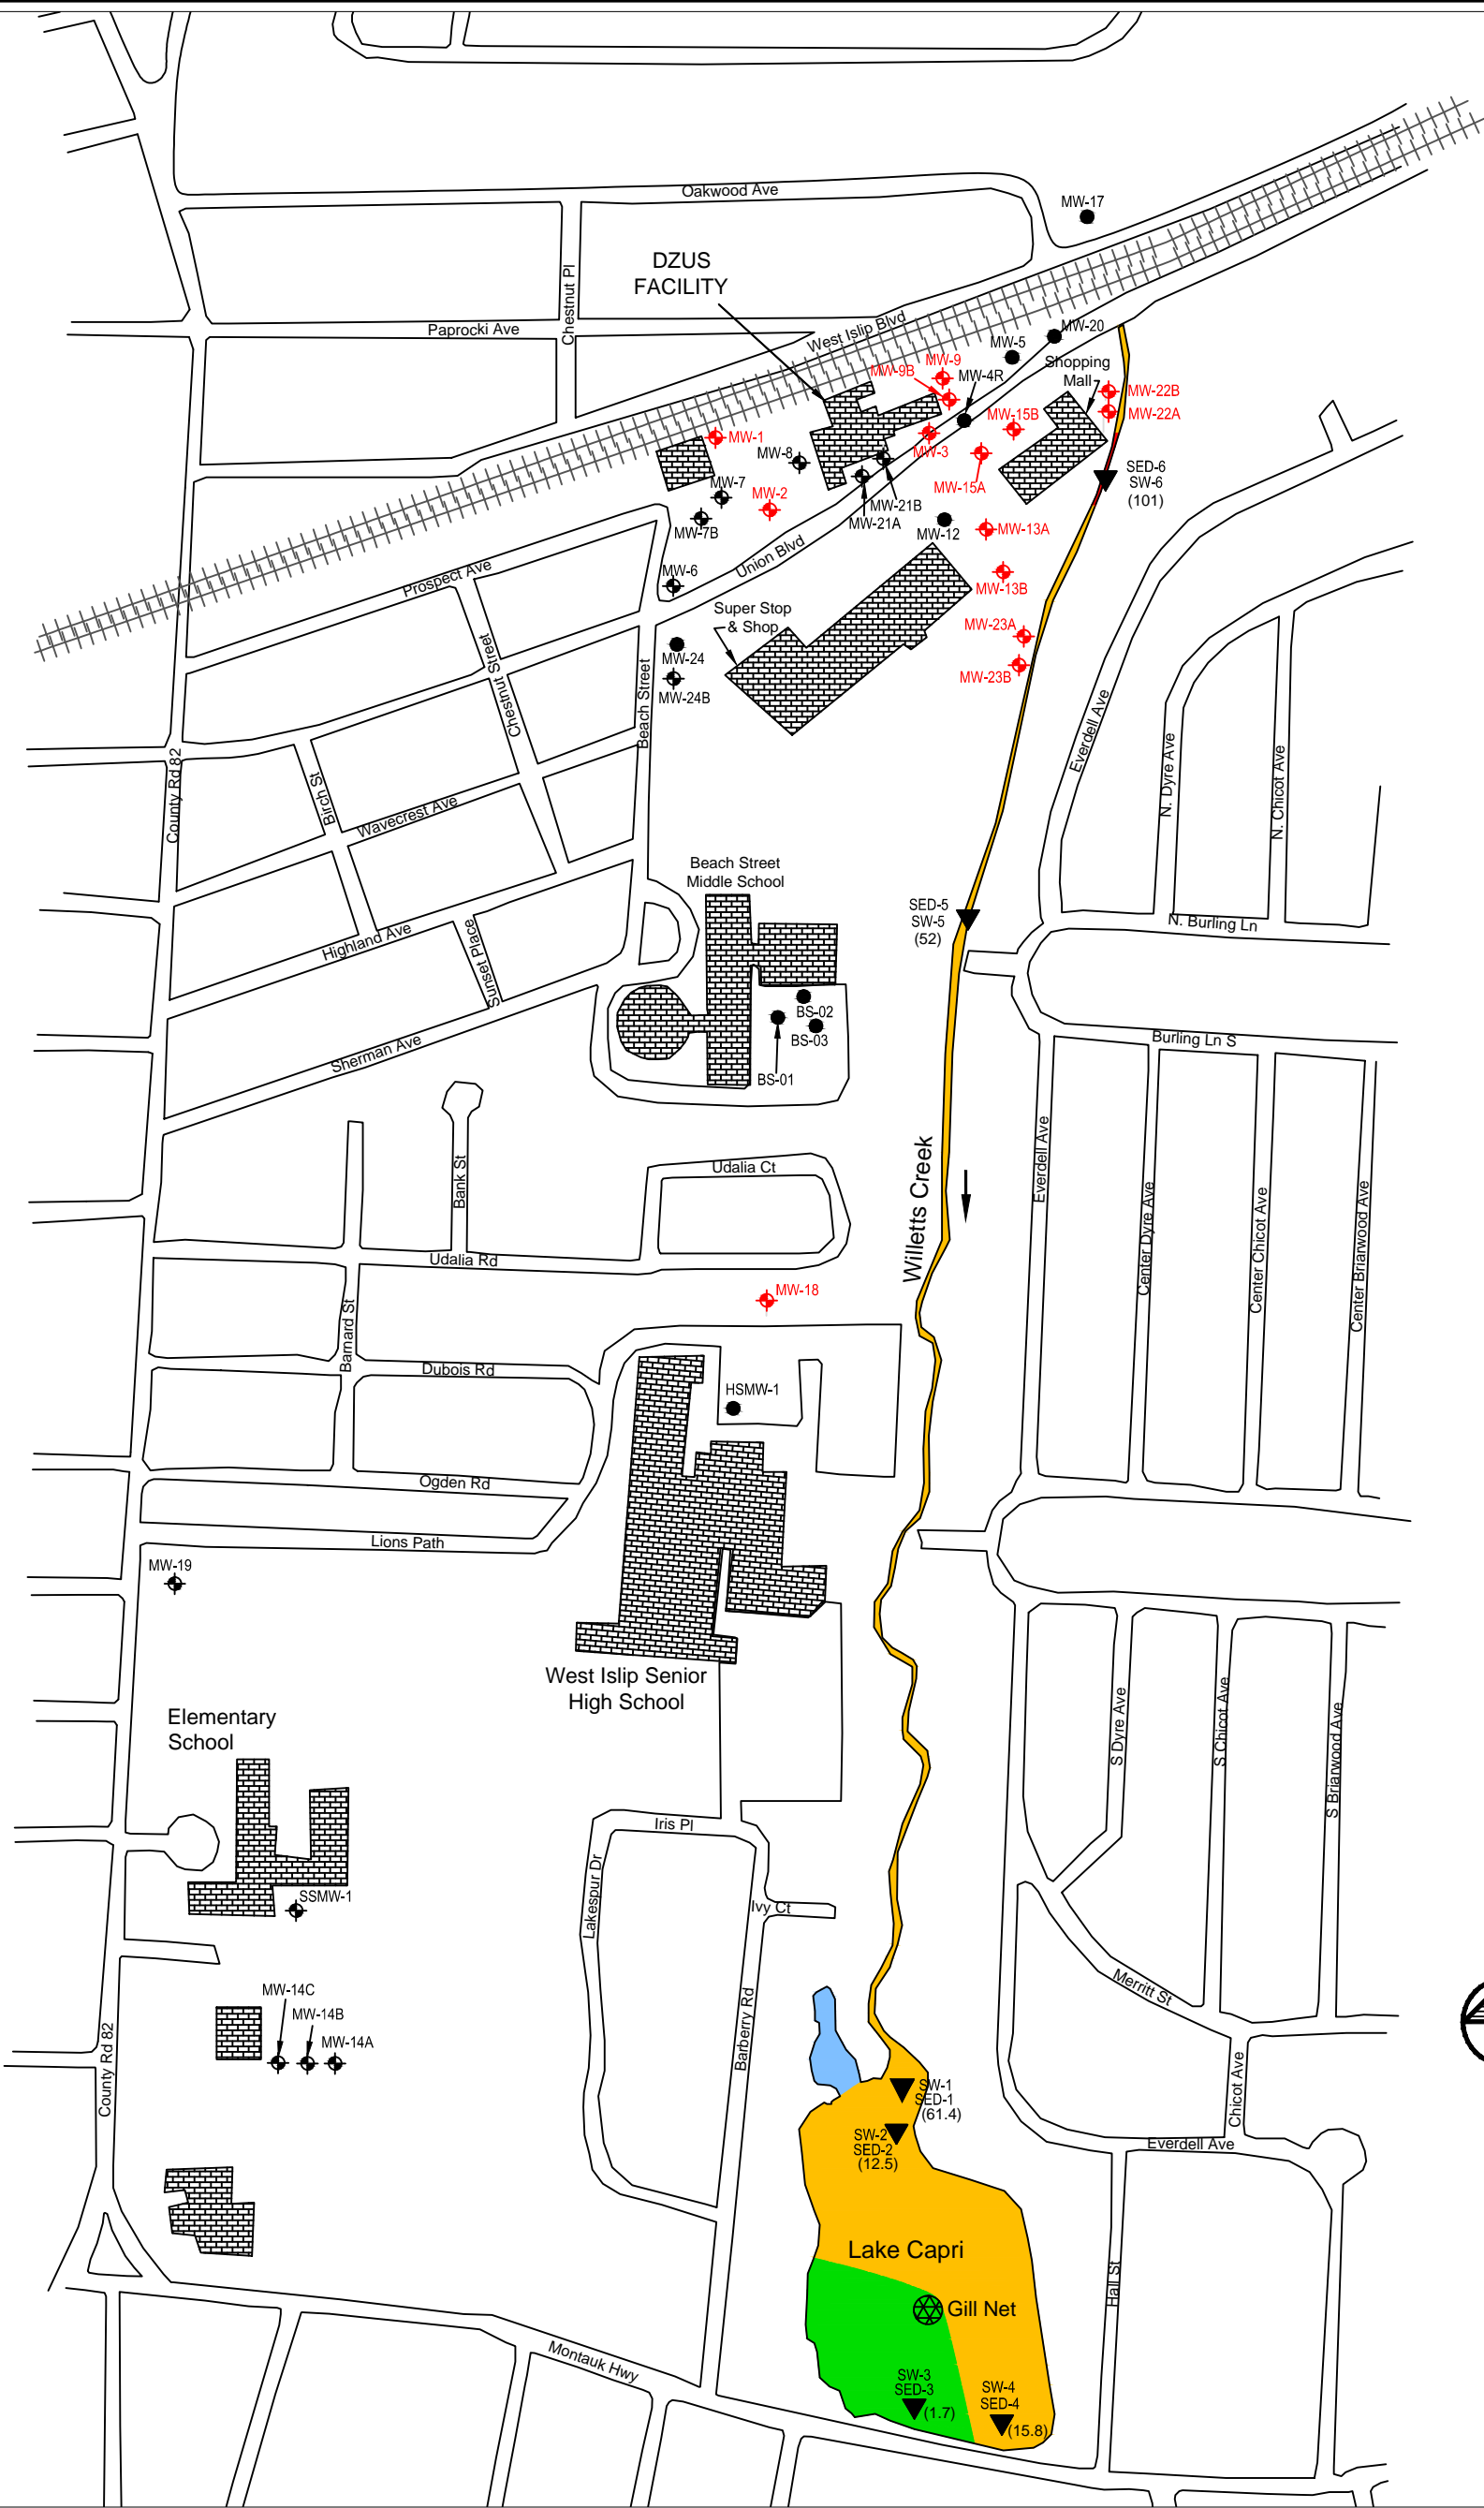 Oakwood Ave
MW-17
DZUS
FACILITY
Chestnut Pl
Paprocki Ave
West Islip Blvd
MW-20
MW-5
MW-9
MW-9B
MW-4R
Shopping
Mall
MW-22B
MW-22A
MW-15B
MW-1
MW-3
MW-8
MW-15A
SED-6
SW-6
(101)
MW-7
MW-2
MW-21B
MW-21A
MW-7B
MW-12
MW-13A
Union Blvd
MW-6
Prospect Ave
MW-13B
Super Stop
& Shop
MW-23A
MW-24
MW-23B
MW-24B
Chestnut Street
Beach Street
Everdell Ave
N. Dyre Ave
N. Chicot Ave
County Rd 82
Birch St
Wavecrest Ave
Beach Street
Middle School
SED-5
SW-5
(52)
N. Burling Ln
Highland Ave
Sunset Place
BS-02
BS-03
BS-01
Sherman Ave
Burling Ln S
Willetts Creek
Everdell Ave
Center Dyre Ave
Center Chicot Ave
Center Briarwood Ave
Bank St
Udalia Ct
Udalia Rd
MW-18
Barnard St
Dubois Rd
HSMW-1
Ogden Rd
Lions Path
MW-19
West Islip Senior
High School
Elementary
School
S Dyre Ave
S Chicot Ave
S Briarwood Ave
Iris Pl
Lakespur Dr
SSMW-1
Ivy Ct
MW-14C
MW-14B
MW-14A
Merritt St
County Rd 82
Barberry Rd
Chicot Ave
SW-1
SED-1
(61.4)
SW-2
SED-2
(12.5)
Everdell Ave
Lake Capri
Hall St
Gill Net
Montauk Hwy
SW-3
SED-3
(1.7)
SW-4
SED-4
(15.8)